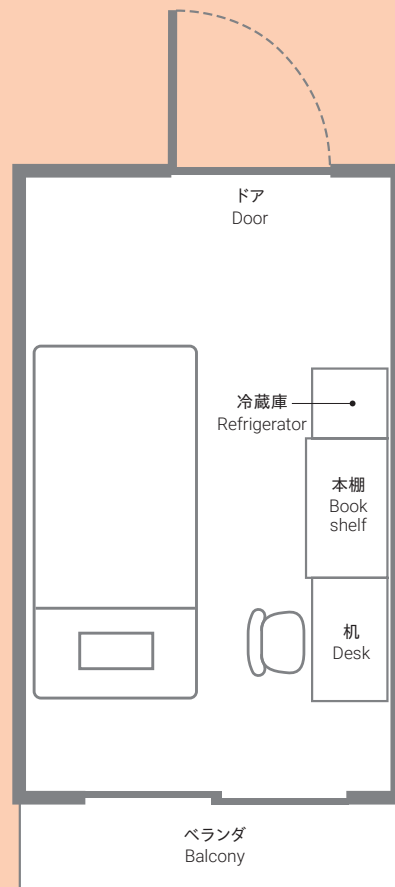 ドア
Door
冷蔵庫
Refrigerator
本棚
Book
shelf
机
Desk
ベランダ
Balcony